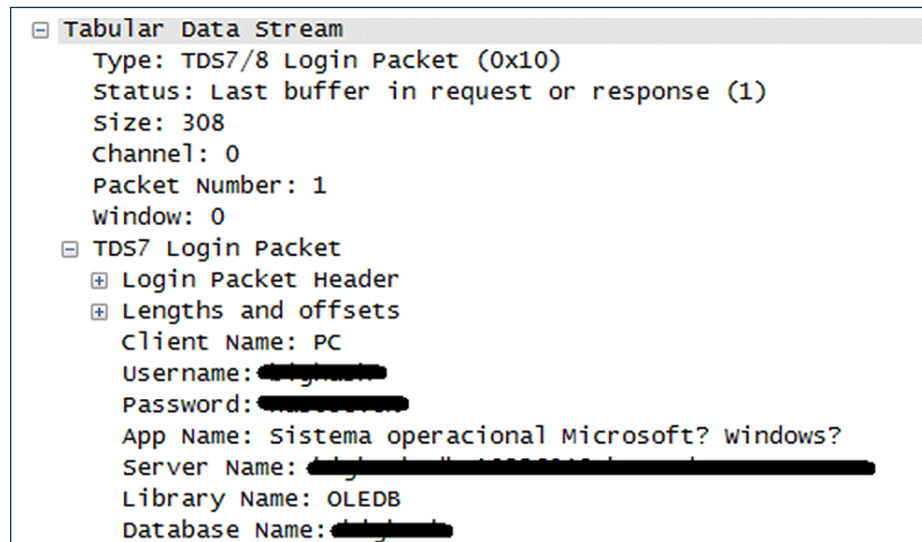 Tabular Data Stream
Type: TDS7/8 Login Packet (0x10)
Status: Last buffer in request or response (1)
Size: 308
Channel: 0
Packet Number: 1
Window: 0
TDS7 Login Packet
Login Packet Header
Lengths and offsets
Client Name: PC
Username:
Password:
App Name: Sistema operacional Microsoft? Windows?
Server Name:
Library Name: OLEDB
Database Name: